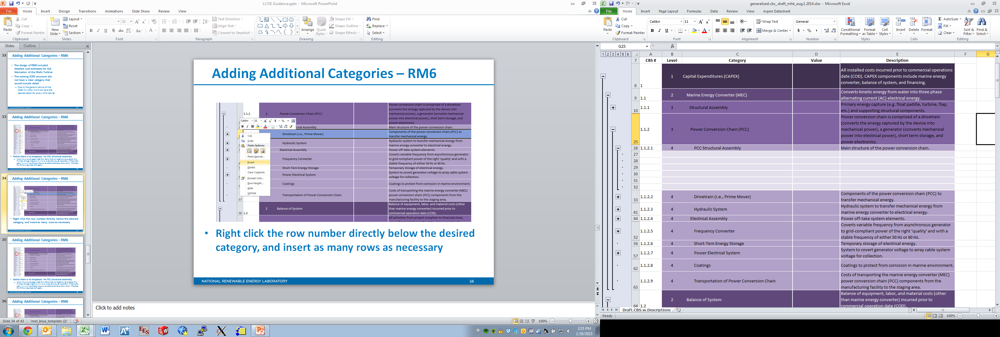 LCOE Guidance.pptx - Microsoft PowerPoint
File Home Insert Design Transitions Animations Slide Show Review View
Paste
Cut
Copy
Format Painter
Clipboard
New Slide
Layout
Reset
Section
Slides
28
Font
Text Direction
Align Text
Convert to SmartArt
Paragraph
Arrange
Quick Styles
Shape Fill
Shape Outline
Shape Effects
Drawing
Find
Replace
Select
Editing
Slides Outline
32
Adding Additional Categories – RM6
The design of RM6 included
detailed cost estimates for the
fabrication of the Wells Turbine
The existing SCBS structure did
not have a clear category that
would include detail
Due to the generic nature of the
SCBS it's likely it will not have the
desired detail for every MHK device
33
Adding Additional Categories – RM6
Notice there is no dropdown for PCC structural assembly
34
Adding Additional Categories – RM6
Right click the row number directly below the desired
category, and insert as many rows as necessary
35
Adding Additional Categories – RM6
Notice there is no dropdown for PCC structural assembly
36
Adding Additional Categories – RM6
Adding Additional Categories – RM6
1.1.2 3 Power Conversion Chain (PCC)
Power conversion chain is comprised of a drivetrain
(converts the energy captured by the device into
mechanical power), a generator (converts mechanical
power into electrical power), short term storage, and
power electronics.
Calibri 11
tural Assembly Main structure of the power conversion chain.
Drivetrain (i.e., Prime Mover)
Components of the power conversion chain (PCC) to
transfer mechanical energy.
Hydraulic System
Hydraulic system to transfer mechanical energy from
marine energy converter to electrical energy.
Electrical Assembly Power off-take system elements.
Frequency Converter
Coverts variable frequency from asynchronous generator
to grid-compliant power of the right 'quality' and with a
stable frequency of either 50 Hz or 60 Hz.
Short-Tem Energy Storage Temporary storage of electrical energy.
Power Electrical System
System to covert generator voltage to array cable system
voltage for collection.
Coatings Coatings to protect from corrosion in marine environment.
Transportation of Power Conversion Chain
Costs of transporting the marine energy converter (MEC)
power conversion chain (PCC) components from the
manufacturing facility to the staging area.
57
58 1.2 2 Balance of System
Balance of equipment, labor, and material costs (other
than marine energy converter) incurred prior to
commercial operation date (COD).
All activities from project inception to financial close,
Cut
Copy
Paste Options:
Paste Special...
Insert
Delete
Clear Contents
Format Cells...
Row Height...
Hide
Unhide
• Right click the row number directly below the desired
category, and insert as many rows as necessary
NATIONAL RENEWABLE ENERGY LABORATORY 34
Click to add notes
Slide 34 of 43 "nrel_blue_template (2)" 100%
2:55 PM
1/30/2015
generalized.cbs_.draft_mhk_aug.1.2014.xlsx - Microsoft Excel
File Home Insert Page Layout Formulas Data Review View Aspen Datasheet
Paste
Cut
Copy
Format Painter
Clipboard
Calibri 11
Font
Wrap Text
Merge & Center
Alignment
General
Number
Conditional Formatting
Format as Table
Cell Styles
Styles
Insert Delete Format
Cells
AutoSum
Fill
Clear
Sort & Filter
Find & Select
Editing
G25
1 2 3 4 5 6
A B C D E F G
7 CBS # Level Category Value Description
8 1 1 Capital Expenditures (CAPEX)
All installed costs incurred prior to commercial operations
date (COD). CAPEX components include marine energy
converter, balance of system, and financing.
9 1.1 2 Marine Energy Converter (MEC)
Converts kinetic energy from water into three phase
alternating current (AC) electrical energy.
10 1.1.1 3 Structural Assembly
Primary energy capture (e.g. float paddle, turbine, flap,
etc.) and supporting structural components.
25 1.1.2 3 Power Conversion Chain (PCC)
Power conversion chain is comprised of a drivetrain
(converts the energy captured by the device into
mechanical power), a generator (converts mechanical
power into electrical power), short term storage, and
power electronics.
26 1.1.2.1 4 PCC Structural Assembly Main structure of the power conversion chain.
27
28
29
30
31
32
33 1.1.2.2 4 Drivetrain (i.e., Prime Mover)
Components of the power conversion chain (PCC) to
transfer mechanical energy.
41 1.1.2.3 4 Hydraulic System
Hydraulic system to transfer mechanical energy from
marine energy converter to electrical energy.
44 1.1.2.4 4 Electrical Assembly Power off-take system elements.
52 1.1.2.5 4 Frequency Converter
Coverts variable frequency from asynchronous generator
to grid-compliant power of the right 'quality' and with a
stable frequency of either 50 Hz or 60 Hz.
56 1.1.2.6 4 Short-Tem Energy Storage Temporary storage of electrical energy.
57 1.1.2.7 4 Power Electrical System
System to covert generator voltage to array cable system
voltage for collection.
62 1.1.2.8 4 Coatings Coatings to protect from corrosion in marine environment.
63 1.1.2.9 4 Transportation of Power Conversion Chain
Costs of transporting the marine energy converter (MEC)
power conversion chain (PCC) components from the
manufacturing facility to the staging area.
64 1.2 2 Balance of System
Balance of equipment, labor, and material costs (other
than marine energy converter) incurred prior to
commercial operation date (COD).
Draft.CBS.w.Descriptions
Ready 100%